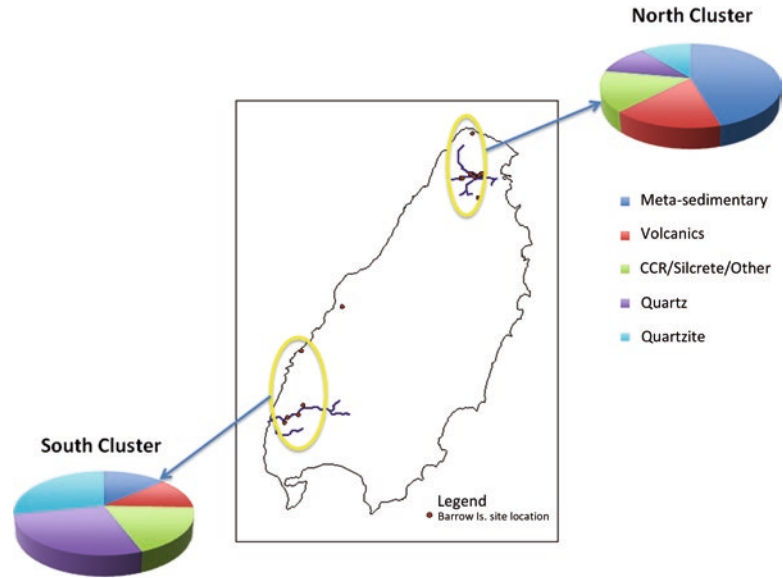 North Cluster
Meta-sedimentary
Volcanics
CCR/Silcrete/Other
Quartz
Quartzite
South Cluster
Legend
Barrow Is. site location